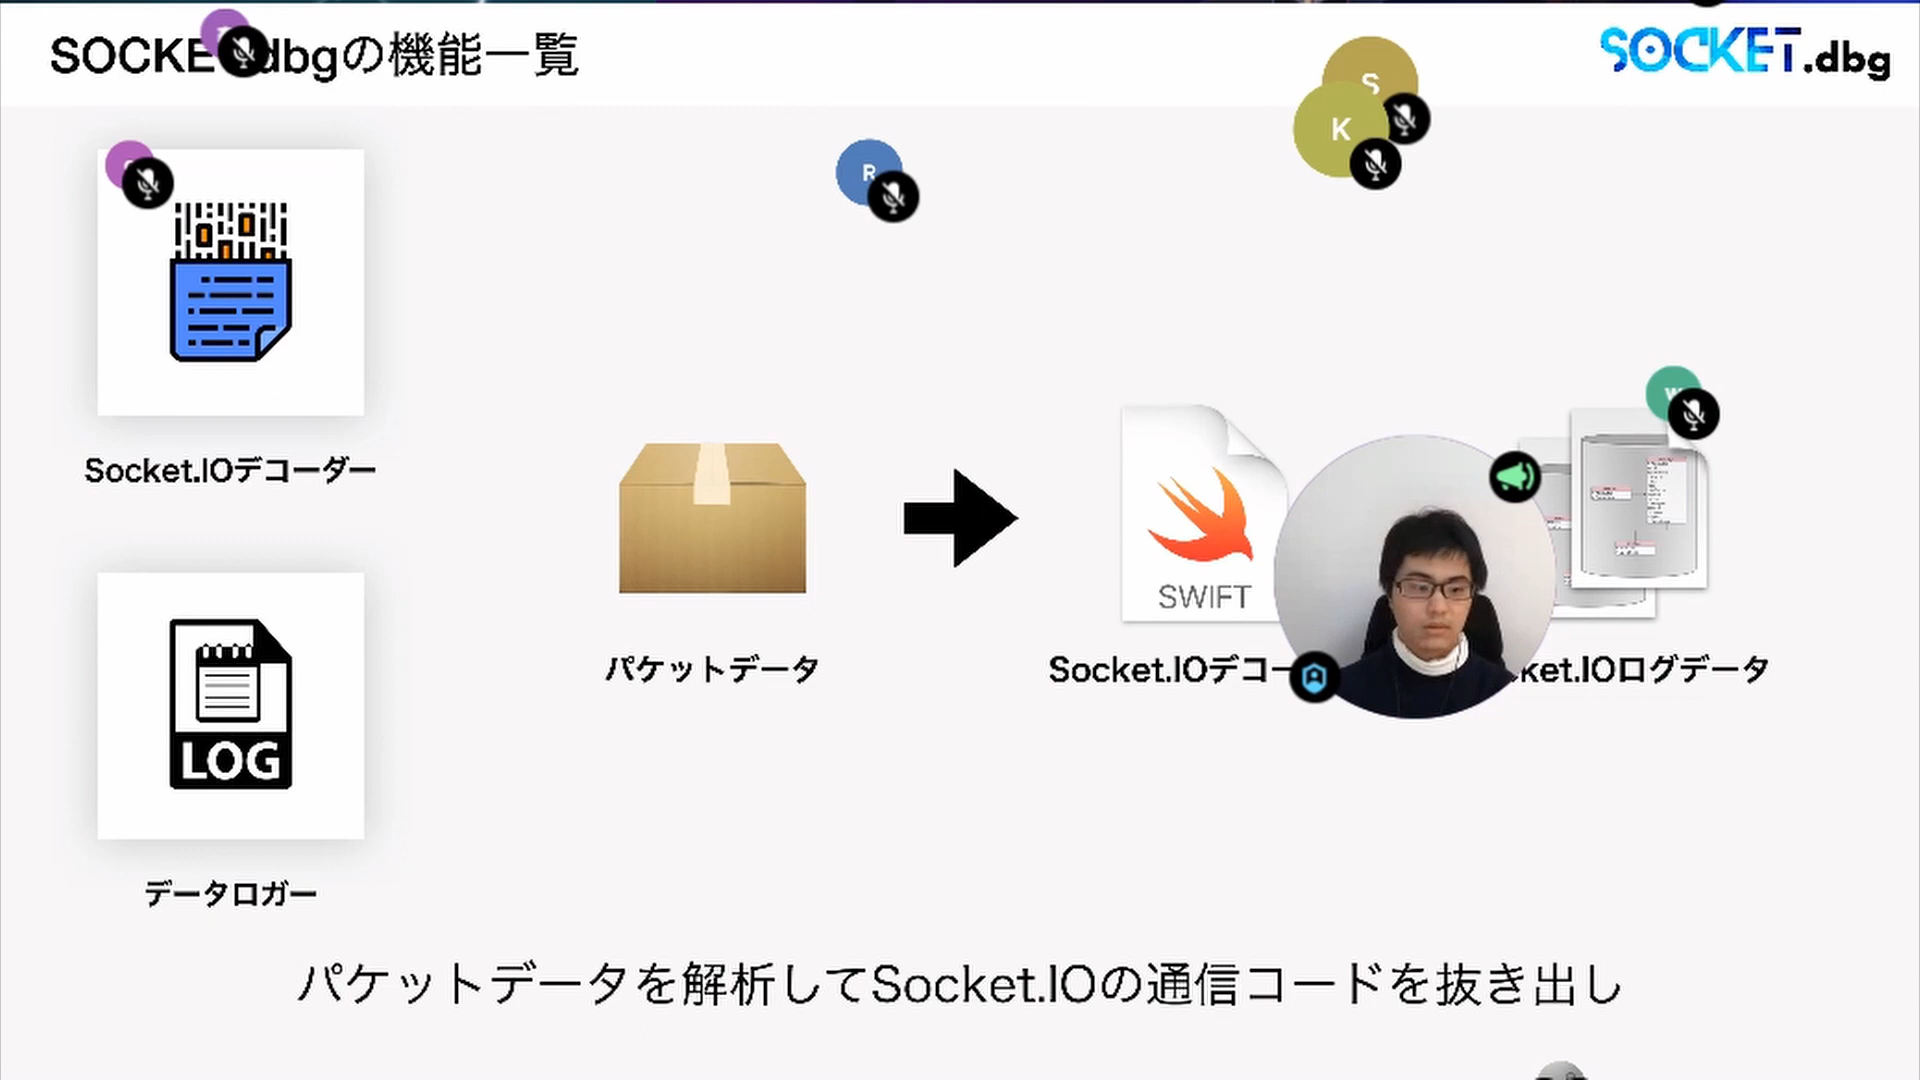 SOCKE dbgの機能一覧
SOCKET.dbg
S
K
R
W
Socket.IOデコーダー
SWIFT
パケットデータ
Socket.IOデコー
ket.IOログデータ
LOG
データロガー
パケットデータを解析してSocket.IOの通信コードを抜き出し